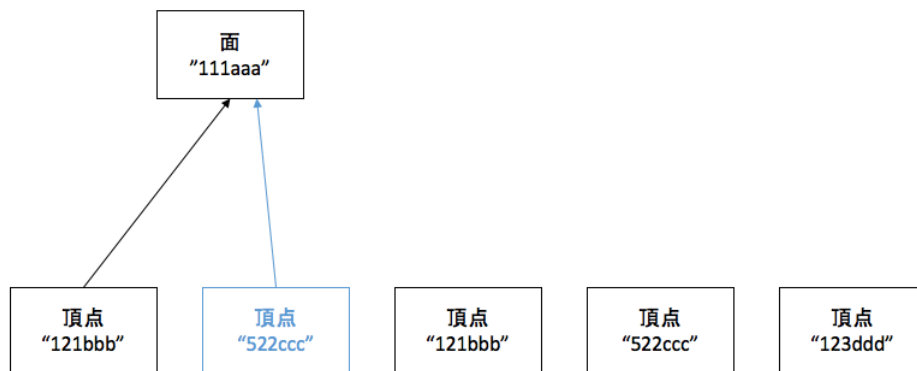 面
”111aaa”
頂点
“121bbb”
頂点
“522ccc”
頂点
“121bbb”
頂点
“522ccc”
頂点
“123ddd”